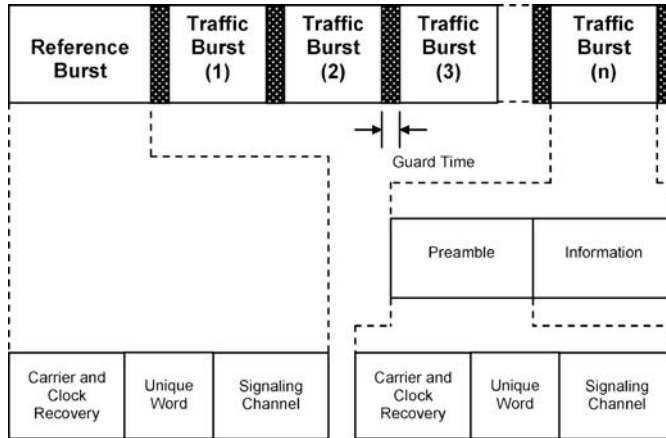 Reference
Burst
Traffic
Burst
(1)
Traffic
Burst
(2)
Traffic
Burst
(3)
Traffic
Burst
(n)
Guard Time
Preamble
Information
Carrier and
Clock
Recovery
Unique
Word
Signaling
Channel
Carrier and
Clock
Recovery
Unique
Word
Signaling
Channel